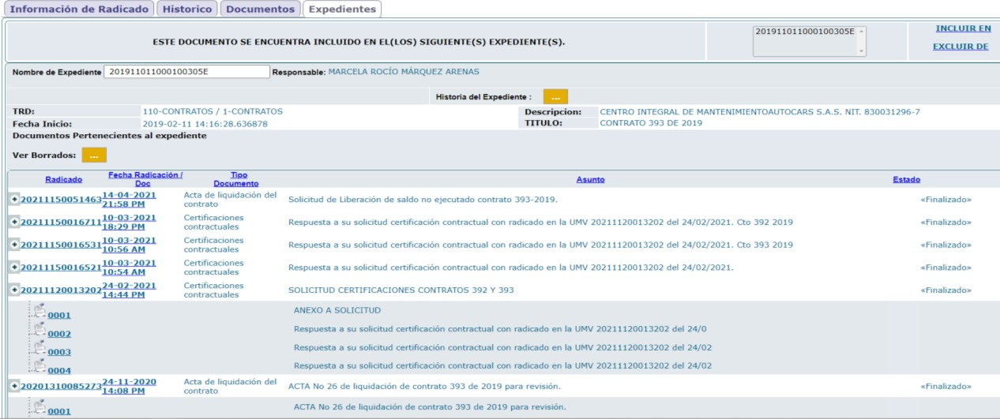 Información de Radicado Historico Documentos Expedientes
ESTE DOCUMENTO SE ENCUENTRA INCLUIDO EN EL(LOS) SIGUIENTE(S) EXPEDIENTE(S). 201911011000100305E INCLUIR EN
EXCLUIR DE
Nombre de Expediente 201911011000100305E Responsable: MARCELA ROCÍO MÁRQUEZ ARENAS
Historia del Expediente : ...
TRD: 110-CONTRATOS / 1-CONTRATOS Descripcion: CENTRO INTEGRAL DE MANTENIMIENTOAUTOCARS S.A.S. NIT. 830031296-7
Fecha Inicio: 2019-02-11 14:16:28.636878 TITULO: CONTRATO 393 DE 2019
Documentos Pertenecientes al expediente
Ver Borrados: ...
Radicado Fecha Radicación / Doc Tipo Documento Asunto Estado
20211150051463 14-04-2021 21:58 PM Acta de liquidación del contrato Solicitud de Liberación de saldo no ejecutado contrato 393-2019. «Finalizado»
20211150016711 10-03-2021 18:29 PM Certificaciones contractuales Respuesta a su solicitud certificación contractual con radicado en la UMV 20211120013202 del 24/02/2021. Cto 392 2019 «Finalizado»
20211150016531 10-03-2021 10:56 AM Certificaciones contractuales Respuesta a su solicitud certificación contractual con radicado en la UMV 20211120013202 del 24/02/2021. Cto 393 2019 «Finalizado»
20211150016521 10-03-2021 10:54 AM Certificaciones contractuales Respuesta a su solicitud certificación contractual con radicado en la UMV 20211120013202 del 24/02/2021. «Finalizado»
20211120013202 24-02-2021 14:44 PM Certificaciones contractuales SOLICITUD CERTIFICACIONES CONTRATOS 392 Y 393 «Finalizado»
0001 ANEXO A SOLICITUD
0002 Respuesta a su solicitud certificación contractual con radicado en la UMV 20211120013202 del 24/0
0003 Respuesta a su solicitud certificación contractual con radicado en la UMV 20211120013202 del 24/02
0004 Respuesta a su solicitud certificación contractual con radicado en la UMV 20211120013202 del 24/02
20201310085273 24-11-2020 14:08 PM Acta de liquidación del contrato ACTA No 26 de liquidación de contrato 393 de 2019 para revisión. «Finalizado»
0001 ACTA No 26 de liquidación de contrato 393 de 2019 para revisión.